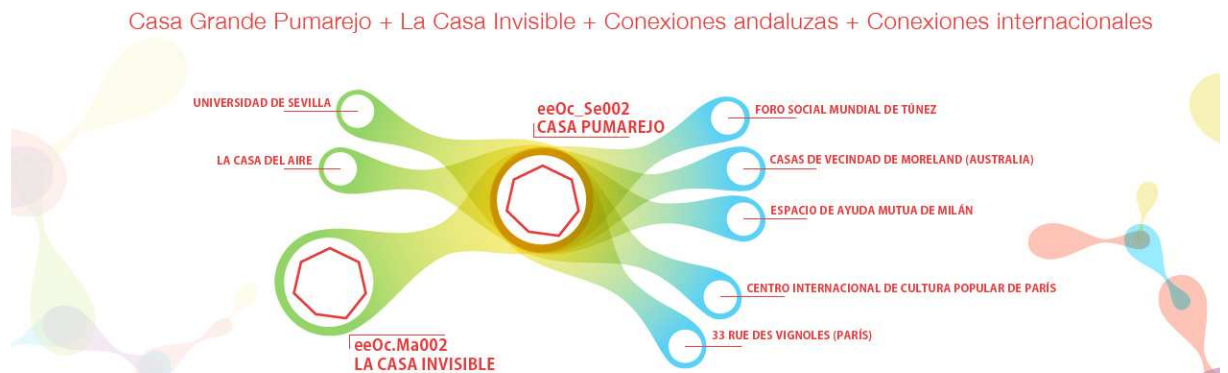 Casa Grande Pumarejo + La Casa Invisible + Conexiones andaluzas + Conexiones internacionales
UNIVERSIDAD DE SEVILLA
LA CASA DEL AIRE
eeOc_Se002
CASA PUMAREJO
FORO SOCIAL MUNDIAL DE TÚNEZ
CASAS DE VECINDAD DE MORELAND (AUSTRALIA)
ESPACIO DE AYUDA MUTUA DE MILÁN
CENTRO INTERNACIONAL DE CULTURA POPULAR DE PARÍS
33 RUE DES VIGNOLES (PARÍS)
eeOc.Ma002
LA CASA INVISIBLE